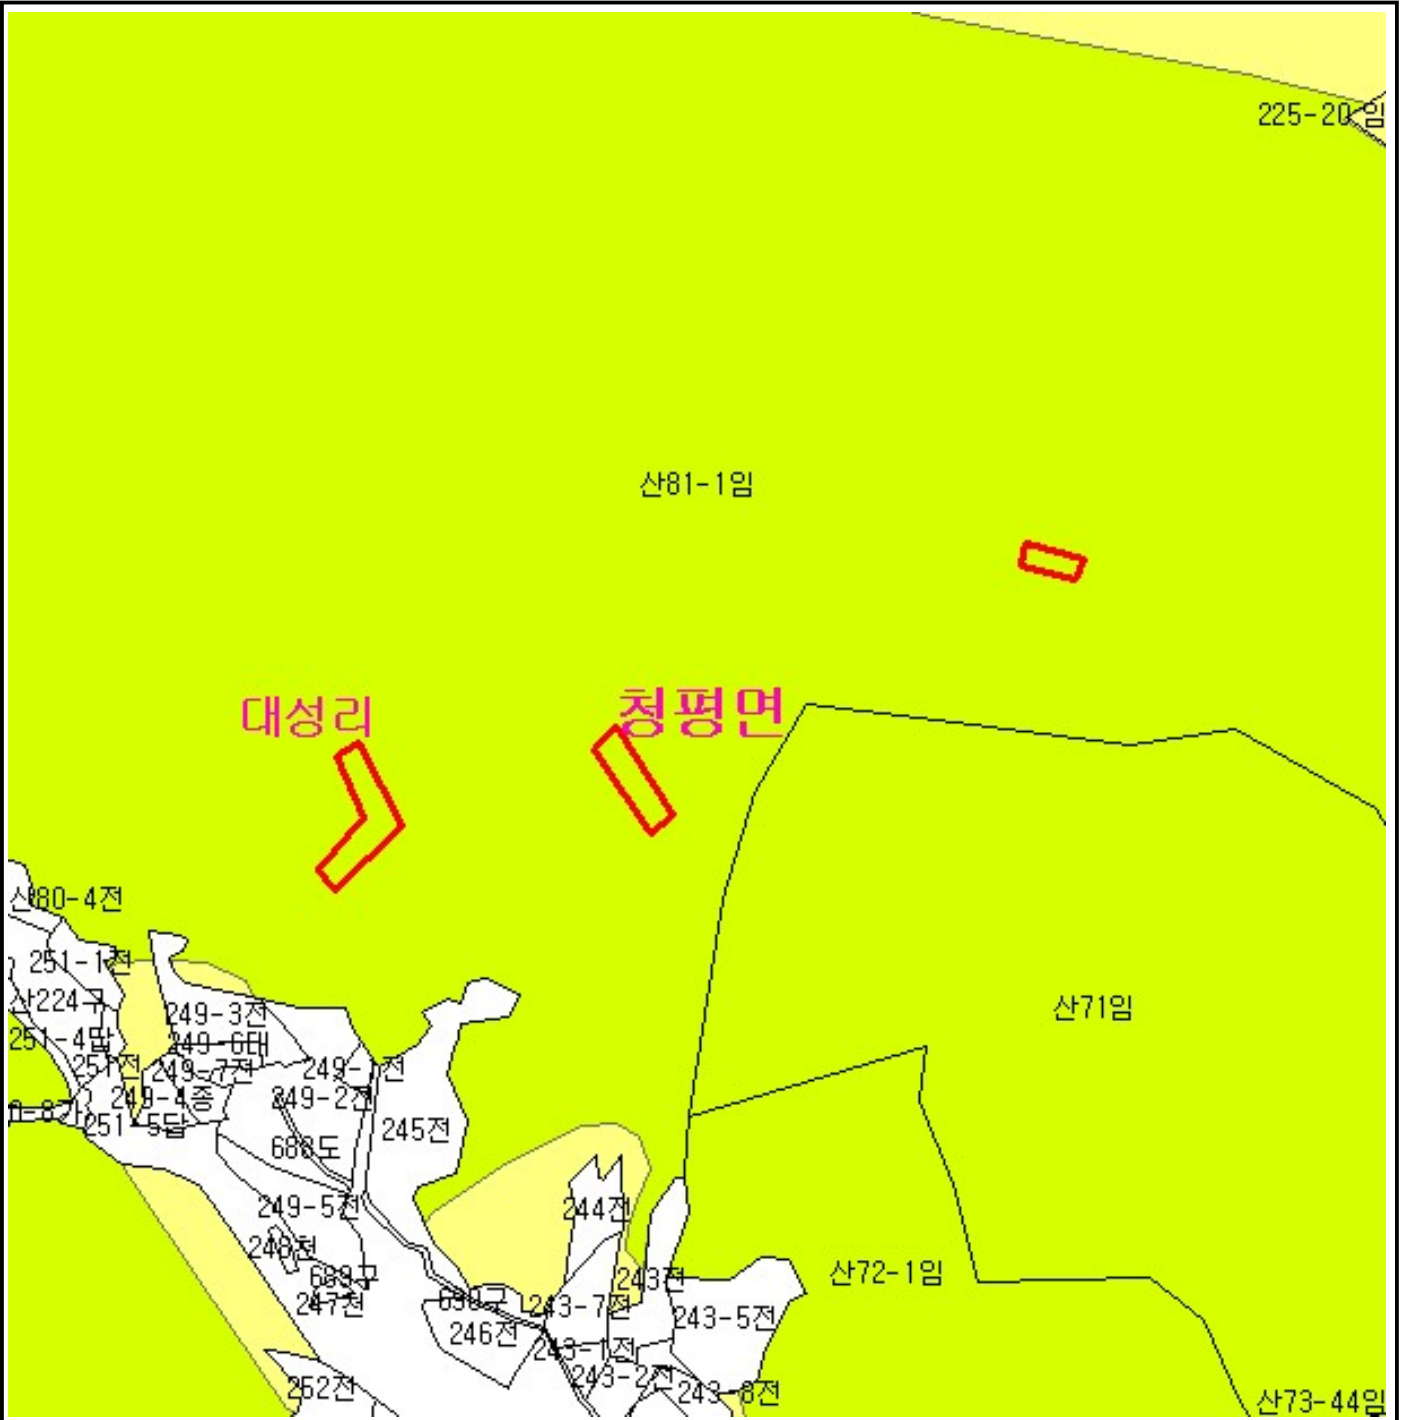 225-20 임
산81-1임
대성리
청평면
산80-4전
251-1전
산224구
249-3전
251-4답
249-6대
251전
249-7전
249-1전
249-4종
249-2전
251-5답
245전
688도
산71임
249-5전
244전
248전
689구
243전
산72-1임
247전
690구
243-7전
243-5전
246전
243-1전
243-2전
243-8전
252전
산73-44임